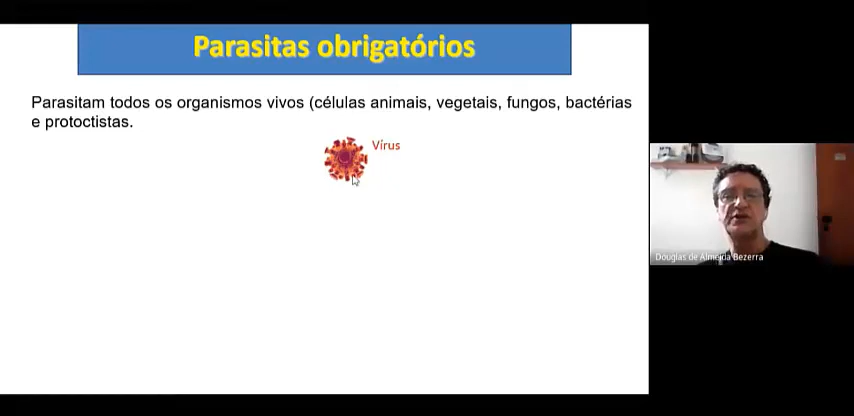 Parasitas obrigatórios
Parasitam todos os organismos vivos (células animais, vegetais, fungos, bactérias
e protoctistas.
Vírus
Douglas de Almeida Bezerra